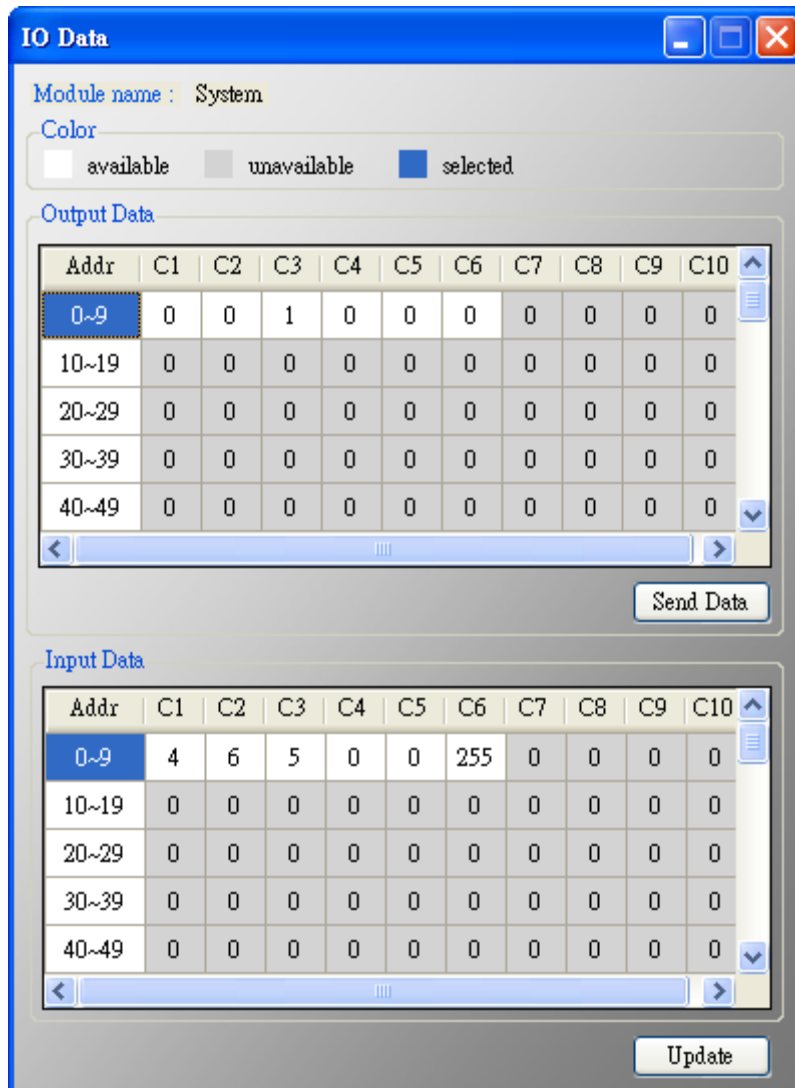 IO Data
Module name : System
Color
available unavailable selected
Output Data
Addr C1 C2 C3 C4 C5 C6 C7 C8 C9 C10
0~9 0 0 1 0 0 0 0 0 0 0
10~19 0 0 0 0 0 0 0 0 0 0
20~29 0 0 0 0 0 0 0 0 0 0
30~39 0 0 0 0 0 0 0 0 0 0
40~49 0 0 0 0 0 0 0 0 0 0
Send Data
Input Data
Addr C1 C2 C3 C4 C5 C6 C7 C8 C9 C10
0~9 4 6 5 0 0 255 0 0 0 0
10~19 0 0 0 0 0 0 0 0 0 0
20~29 0 0 0 0 0 0 0 0 0 0
30~39 0 0 0 0 0 0 0 0 0 0
40~49 0 0 0 0 0 0 0 0 0 0
Update